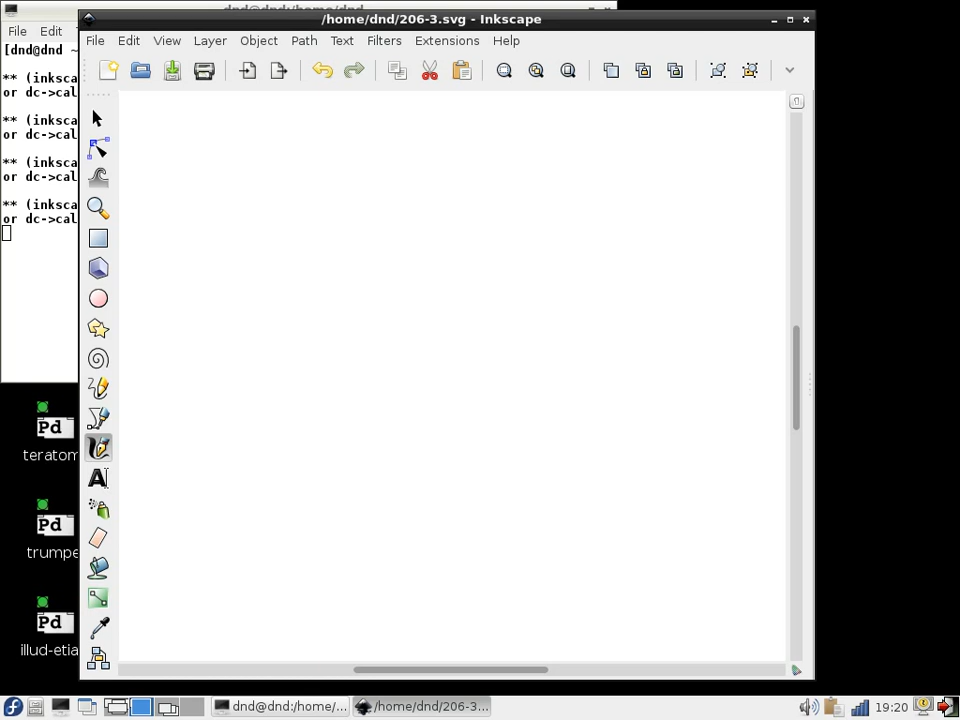 /home/dnd/206-3.svg - Inkscape
File Edit
File Edit View Layer Object Path Text Filters Extensions Help
[dnd@dnd ~
** (inksca
or dc->cal
** (inksca
or dc->cal
** (inksca
or dc->cal
** (inksca
or dc->cal
Pd
teratom
Pd
trumpe
Pd
illud-etia
dnd@dnd:/home/...
/home/dnd/206-3...
19:20